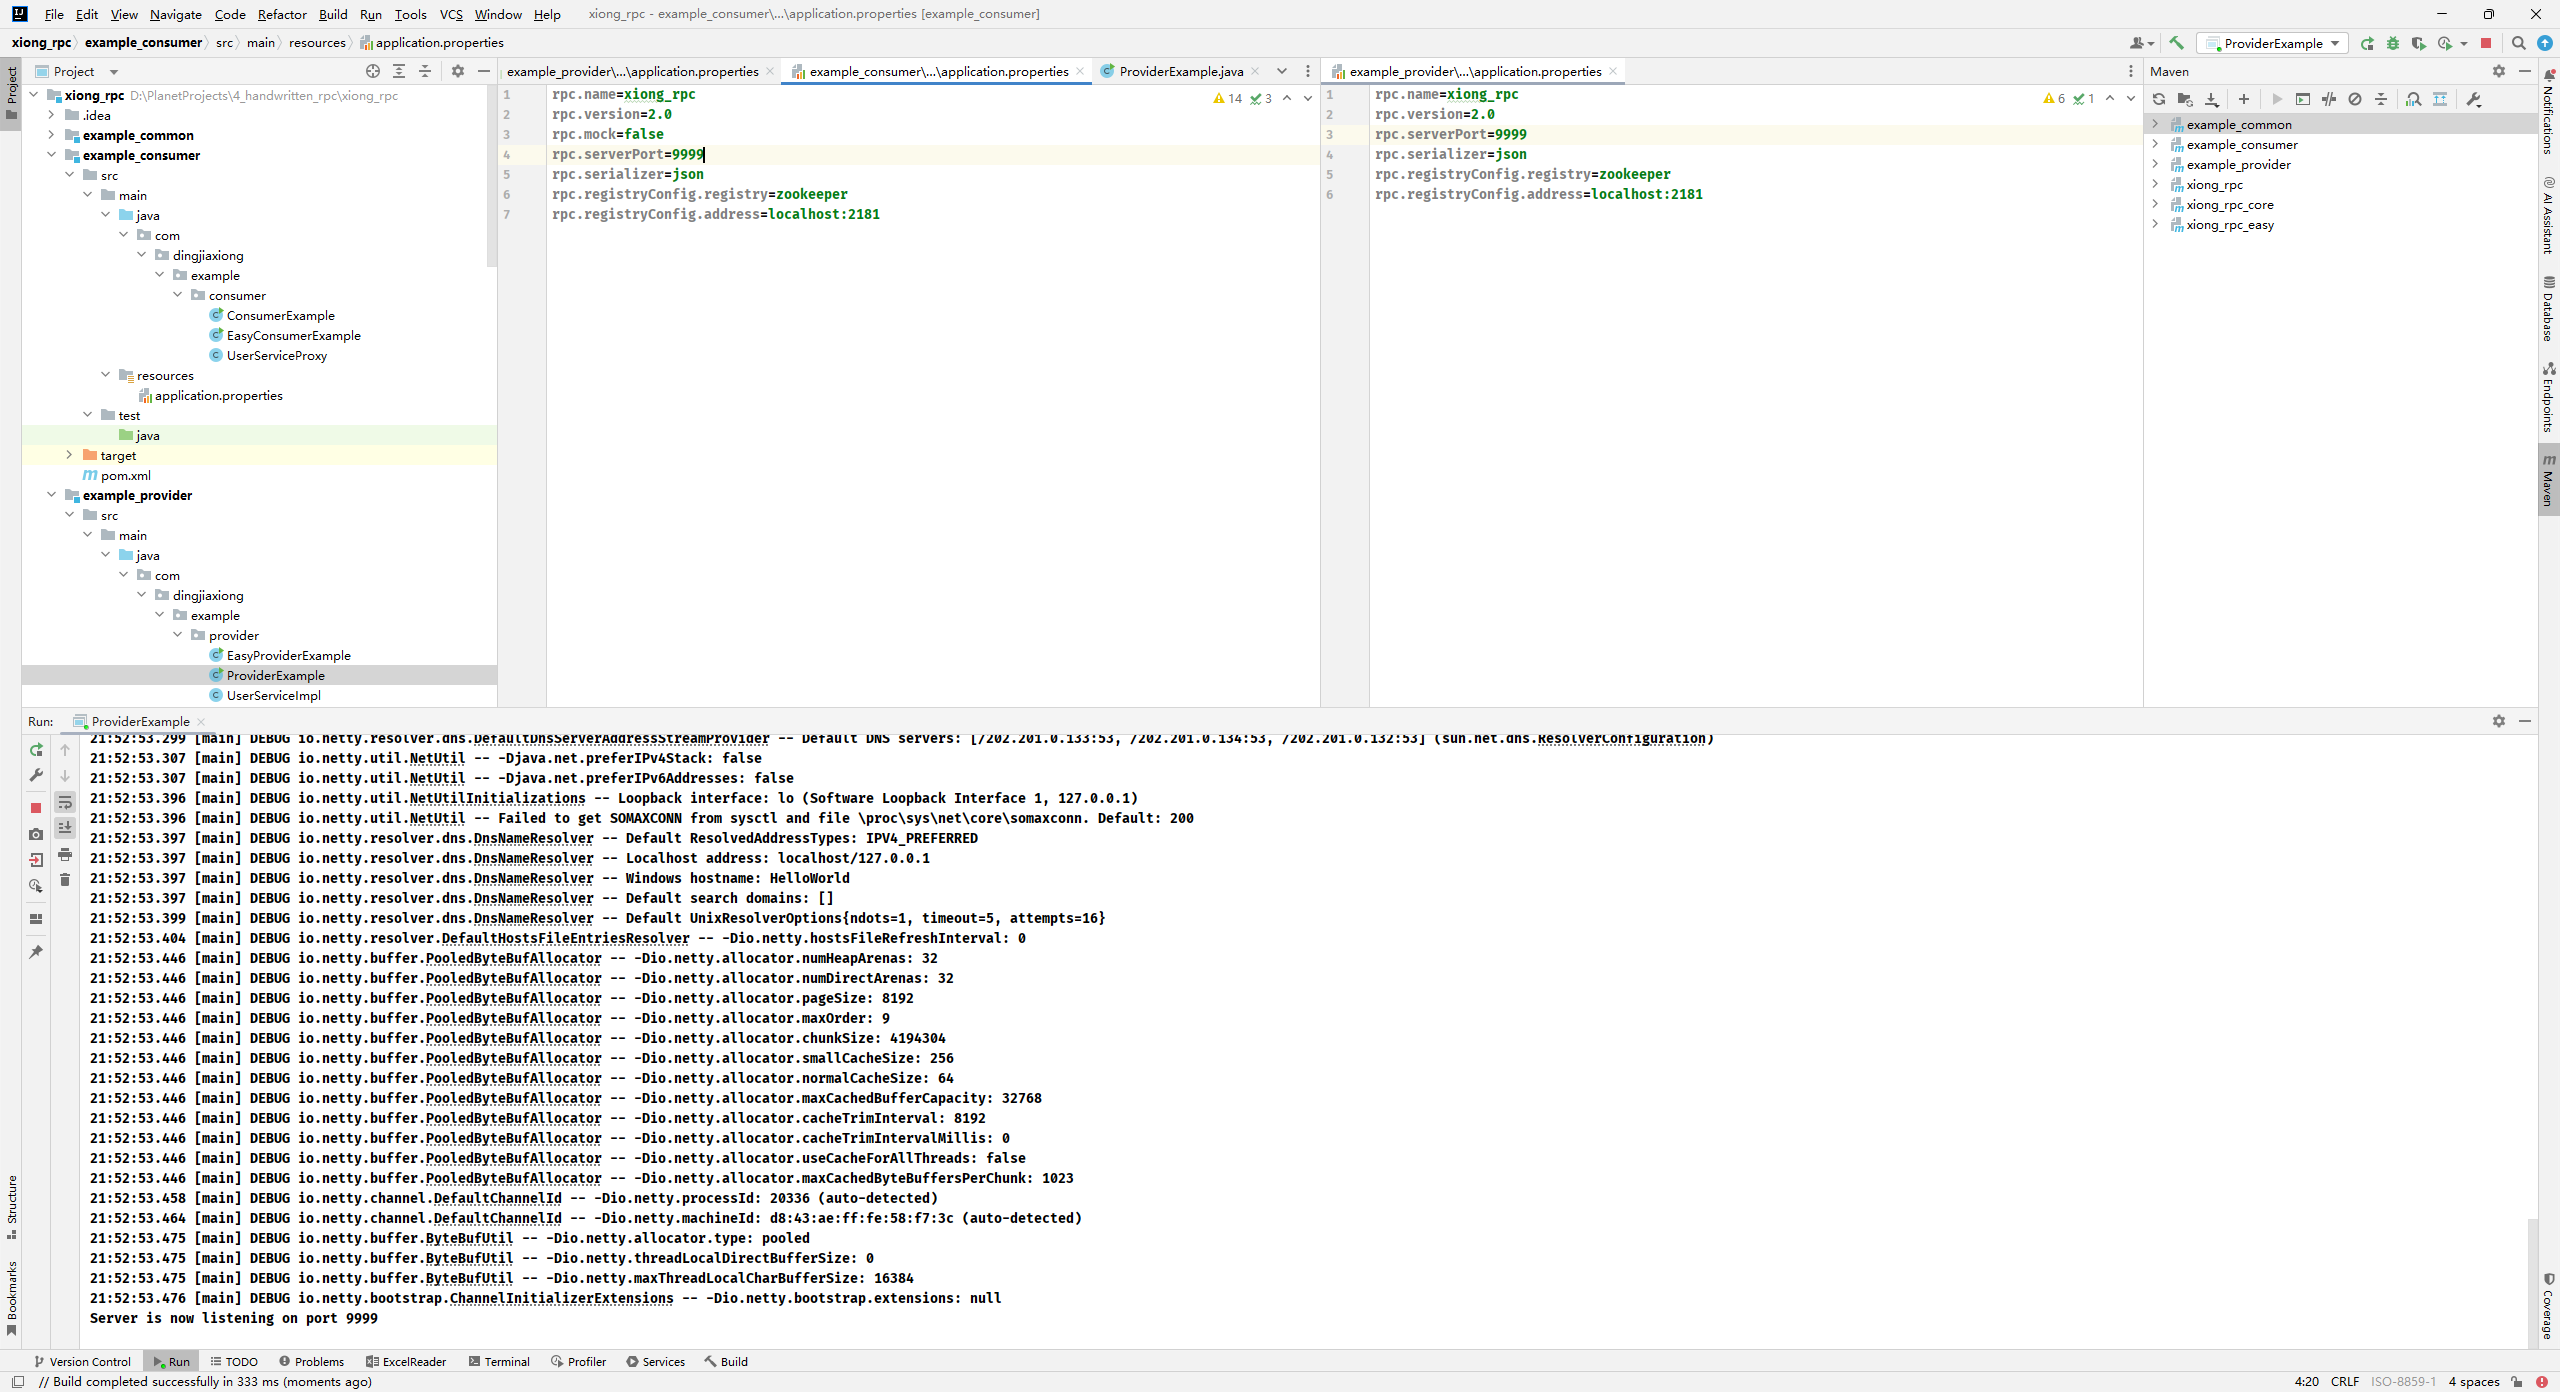 File Edit View Navigate Code Refactor Build Run Tools VCS Window Help xiong_rpc - example_consumer\...\application.properties [example_consumer]
xiong_rpc example_consumer src main resources application.properties ProviderExample
Project
example_provider\...\application.properties example_consumer\...\application.properties ProviderExample.java
example_provider\...\application.properties
Maven
xiong_rpc D:\PlanetProjects\4_handwritten_rpc\xiong_rpc
.idea
example_common
example_consumer
src
main
java
com
dingjiaxiong
example
consumer
ConsumerExample
EasyConsumerExample
UserServiceProxy
resources
application.properties
test
java
target
pom.xml
example_provider
src
main
java
com
dingjiaxiong
example
provider
EasyProviderExample
ProviderExample
UserServiceImpl
1 rpc.name=xiong_rpc
2 rpc.version=2.0
3 rpc.mock=false
4 rpc.serverPort=9999
5 rpc.serializer=json
6 rpc.registryConfig.registry=zookeeper
7 rpc.registryConfig.address=localhost:2181
14 3
1 rpc.name=xiong_rpc
2 rpc.version=2.0
3 rpc.serverPort=9999
4 rpc.serializer=json
5 rpc.registryConfig.registry=zookeeper
6 rpc.registryConfig.address=localhost:2181
6 1
example_common
example_consumer
example_provider
xiong_rpc
xiong_rpc_core
xiong_rpc_easy
Project
Structure
Bookmarks
Notifications
AI Assistant
Database
Endpoints
Maven
Coverage
Run: ProviderExample
21:52:53.299 [main] DEBUG io.netty.resolver.dns.DefaultDnsServerAddressStreamProvider -- Default DNS servers: [/202.201.0.133:53, /202.201.0.134:53, /202.201.0.132:53] (sun.net.dns.ResolverConfiguration)
21:52:53.307 [main] DEBUG io.netty.util.NetUtil -- -Djava.net.preferIPv4Stack: false
21:52:53.307 [main] DEBUG io.netty.util.NetUtil -- -Djava.net.preferIPv6Addresses: false
21:52:53.396 [main] DEBUG io.netty.util.NetUtilInitializations -- Loopback interface: lo (Software Loopback Interface 1, 127.0.0.1)
21:52:53.396 [main] DEBUG io.netty.util.NetUtil -- Failed to get SOMAXCONN from sysctl and file \proc\sys\net\core\somaxconn. Default: 200
21:52:53.397 [main] DEBUG io.netty.resolver.dns.DnsNameResolver -- Default ResolvedAddressTypes: IPV4_PREFERRED
21:52:53.397 [main] DEBUG io.netty.resolver.dns.DnsNameResolver -- Localhost address: localhost/127.0.0.1
21:52:53.397 [main] DEBUG io.netty.resolver.dns.DnsNameResolver -- Windows hostname: HelloWorld
21:52:53.397 [main] DEBUG io.netty.resolver.dns.DnsNameResolver -- Default search domains: []
21:52:53.399 [main] DEBUG io.netty.resolver.dns.DnsNameResolver -- Default UnixResolverOptions{ndots=1, timeout=5, attempts=16}
21:52:53.404 [main] DEBUG io.netty.resolver.DefaultHostsFileEntriesResolver -- -Dio.netty.hostsFileRefreshInterval: 0
21:52:53.446 [main] DEBUG io.netty.buffer.PooledByteBufAllocator -- -Dio.netty.allocator.numHeapArenas: 32
21:52:53.446 [main] DEBUG io.netty.buffer.PooledByteBufAllocator -- -Dio.netty.allocator.numDirectArenas: 32
21:52:53.446 [main] DEBUG io.netty.buffer.PooledByteBufAllocator -- -Dio.netty.allocator.pageSize: 8192
21:52:53.446 [main] DEBUG io.netty.buffer.PooledByteBufAllocator -- -Dio.netty.allocator.maxOrder: 9
21:52:53.446 [main] DEBUG io.netty.buffer.PooledByteBufAllocator -- -Dio.netty.allocator.chunkSize: 4194304
21:52:53.446 [main] DEBUG io.netty.buffer.PooledByteBufAllocator -- -Dio.netty.allocator.smallCacheSize: 256
21:52:53.446 [main] DEBUG io.netty.buffer.PooledByteBufAllocator -- -Dio.netty.allocator.normalCacheSize: 64
21:52:53.446 [main] DEBUG io.netty.buffer.PooledByteBufAllocator -- -Dio.netty.allocator.maxCachedBufferCapacity: 32768
21:52:53.446 [main] DEBUG io.netty.buffer.PooledByteBufAllocator -- -Dio.netty.allocator.cacheTrimInterval: 8192
21:52:53.446 [main] DEBUG io.netty.buffer.PooledByteBufAllocator -- -Dio.netty.allocator.cacheTrimIntervalMillis: 0
21:52:53.446 [main] DEBUG io.netty.buffer.PooledByteBufAllocator -- -Dio.netty.allocator.useCacheForAllThreads: false
21:52:53.446 [main] DEBUG io.netty.buffer.PooledByteBufAllocator -- -Dio.netty.allocator.maxCachedByteBuffersPerChunk: 1023
21:52:53.458 [main] DEBUG io.netty.channel.DefaultChannelId -- -Dio.netty.processId: 20336 (auto-detected)
21:52:53.464 [main] DEBUG io.netty.channel.DefaultChannelId -- -Dio.netty.machineId: d8:43:ae:ff:fe:58:f7:3c (auto-detected)
21:52:53.475 [main] DEBUG io.netty.buffer.ByteBufUtil -- -Dio.netty.allocator.type: pooled
21:52:53.475 [main] DEBUG io.netty.buffer.ByteBufUtil -- -Dio.netty.threadLocalDirectBufferSize: 0
21:52:53.475 [main] DEBUG io.netty.buffer.ByteBufUtil -- -Dio.netty.maxThreadLocalCharBufferSize: 16384
21:52:53.476 [main] DEBUG io.netty.bootstrap.ChannelInitializerExtensions -- -Dio.netty.bootstrap.extensions: null
Server is now listening on port 9999
Version Control Run TODO Problems ExcelReader Terminal Profiler Services Build
// Build completed successfully in 333 ms (moments ago) 4:20 CRLF ISO-8859-1 4 spaces